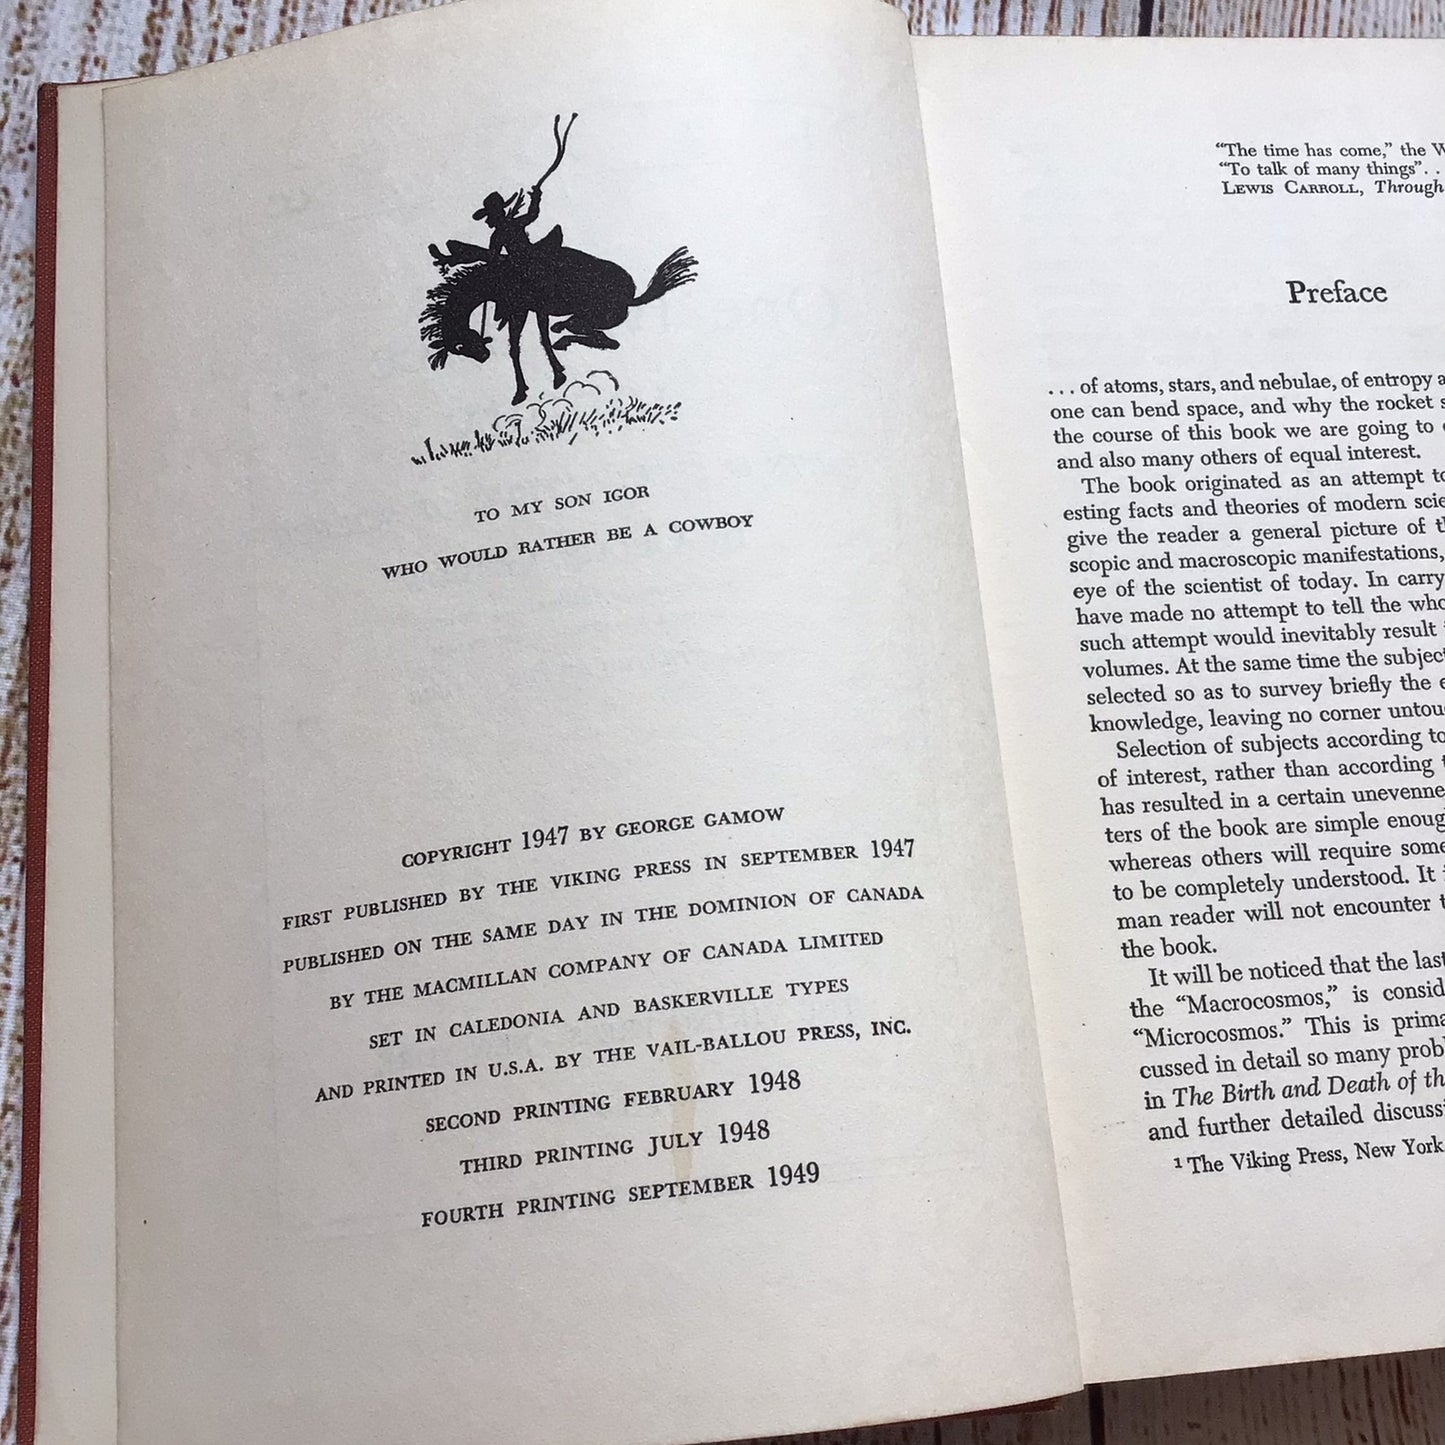 TO MY SON IGOR
WHO WOULD RATHER BE A COWBOY
COPYRIGHT 1947 BY GEORGE GAMOW
FIRST PUBLISHED BY THE VIKING PRESS IN SEPTEMBER 1947
PUBLISHED ON THE SAME DAY IN THE DOMINION OF CANADA
BY THE MACMILLAN COMPANY OF CANADA LIMITED
SET IN CALEDONIA AND BASKERVILLE TYPES
AND PRINTED IN U.S.A. BY THE VAIL-BALLOU PRESS, INC.
SECOND PRINTING FEBRUARY 1948
THIRD PRINTING JULY 1948
FOURTH PRINTING SEPTEMBER 1949
“The time has come,” the
“To talk of many things” . .
LEWIS CARROLL, Through
Preface
. . . of atoms, stars, and nebulae, of entropy
one can bend space, and why the rocket
the course of this book we are going to
and also many others of equal interest.
The book originated as an attempt
esting facts and theories of modern
give the reader a general picture of
scopic and macroscopic manifestations,
eye of the scientist of today. In
have made no attempt to tell the
such attempt would inevitably result
volumes. At the same time the
selected so as to survey briefly the
knowledge, leaving no corner
Selection of subjects according to
of interest, rather than according
has resulted in a certain
ters of the book are simple
whereas others will require
to be completely understood. It
man reader will not encounter
the book.
It will be noticed that the last
the “Macrocosmos,” is
“Microcosmos.” This is
cussed in detail so many
in The Birth and Death of
and further detailed
1 The Viking Press, New York